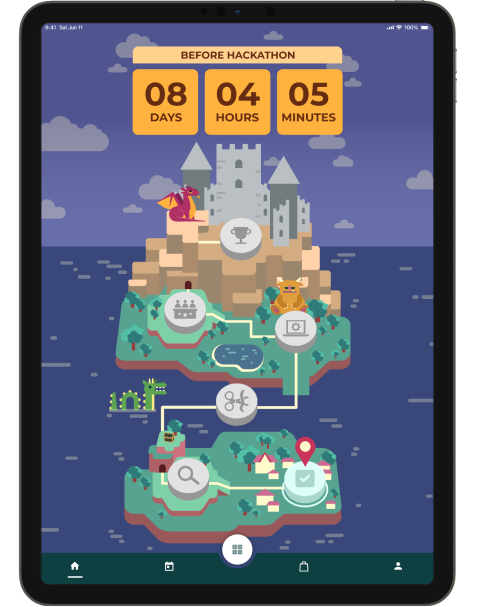 9:41 Sat Jun 11
100%
BEFORE HACKATHON
08 04 05
DAYS HOURS MINUTES